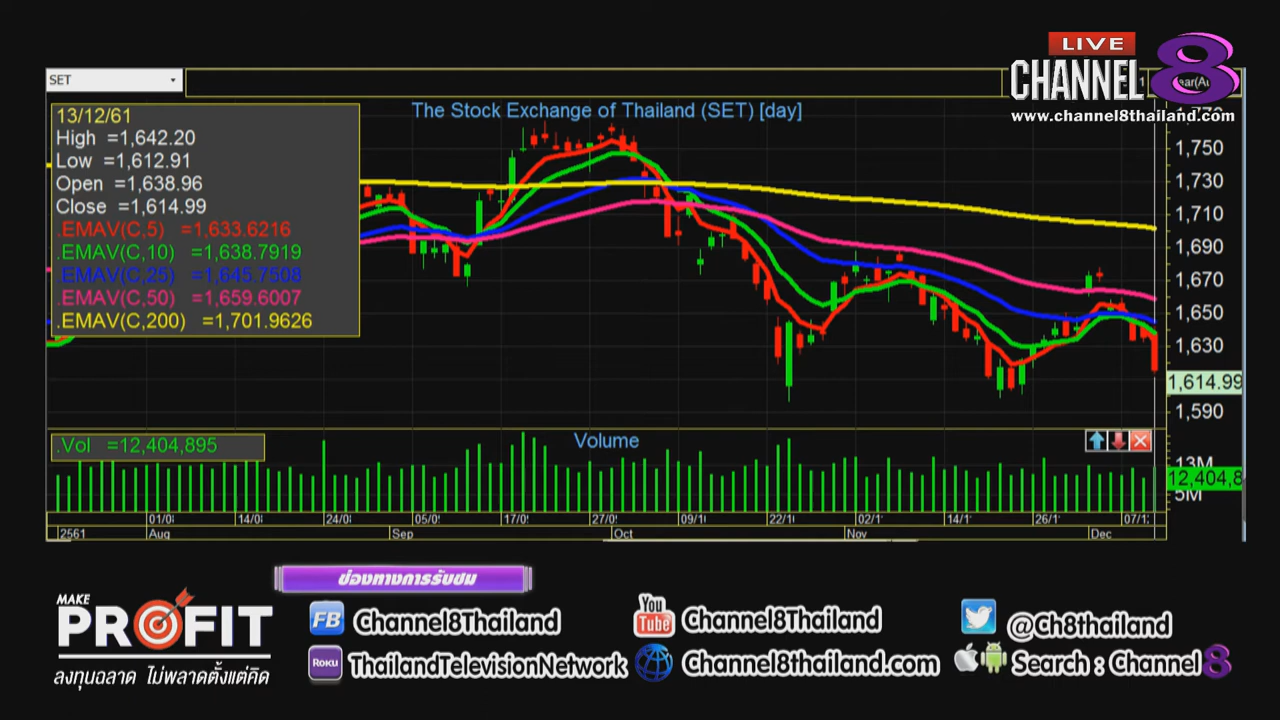 LIVE
CHANNEL 8
www.channel8thailand.com
SET
The Stock Exchange of Thailand (SET) [day]
13/12/61
High =1,642.20
Low =1,612.91
Open =1,638.96
Close =1,614.99
.EMAV(C,5) =1,633.6216
.EMAV(C,10) =1,638.7919
.EMAV(C,25) =1,645.7508
.EMAV(C,50) =1,659.6007
.EMAV(C,200) =1,701.9626
1,750
1,730
1,710
1,690
1,670
1,650
1,630
1,614.99
1,590
.Vol =12,404,895
Volume
13M
12,404,8
5M
01/0 14/0 24/0 05/0 17/0 27/0 09/1 22/1 02/1 14/1 26/1 07/1
2561 Aug Sep Oct Nov Dec
ช่องทางการรับชม
MAKE
PROFIT
ลงทุนฉลาด ไม่พลาดตั้งแต่คิด
FB Channel8Thailand
You Tube Channel8Thailand
@Ch8thailand
Roku ThailandTelevisionNetwork
Channel8thailand.com
Search : Channel 8